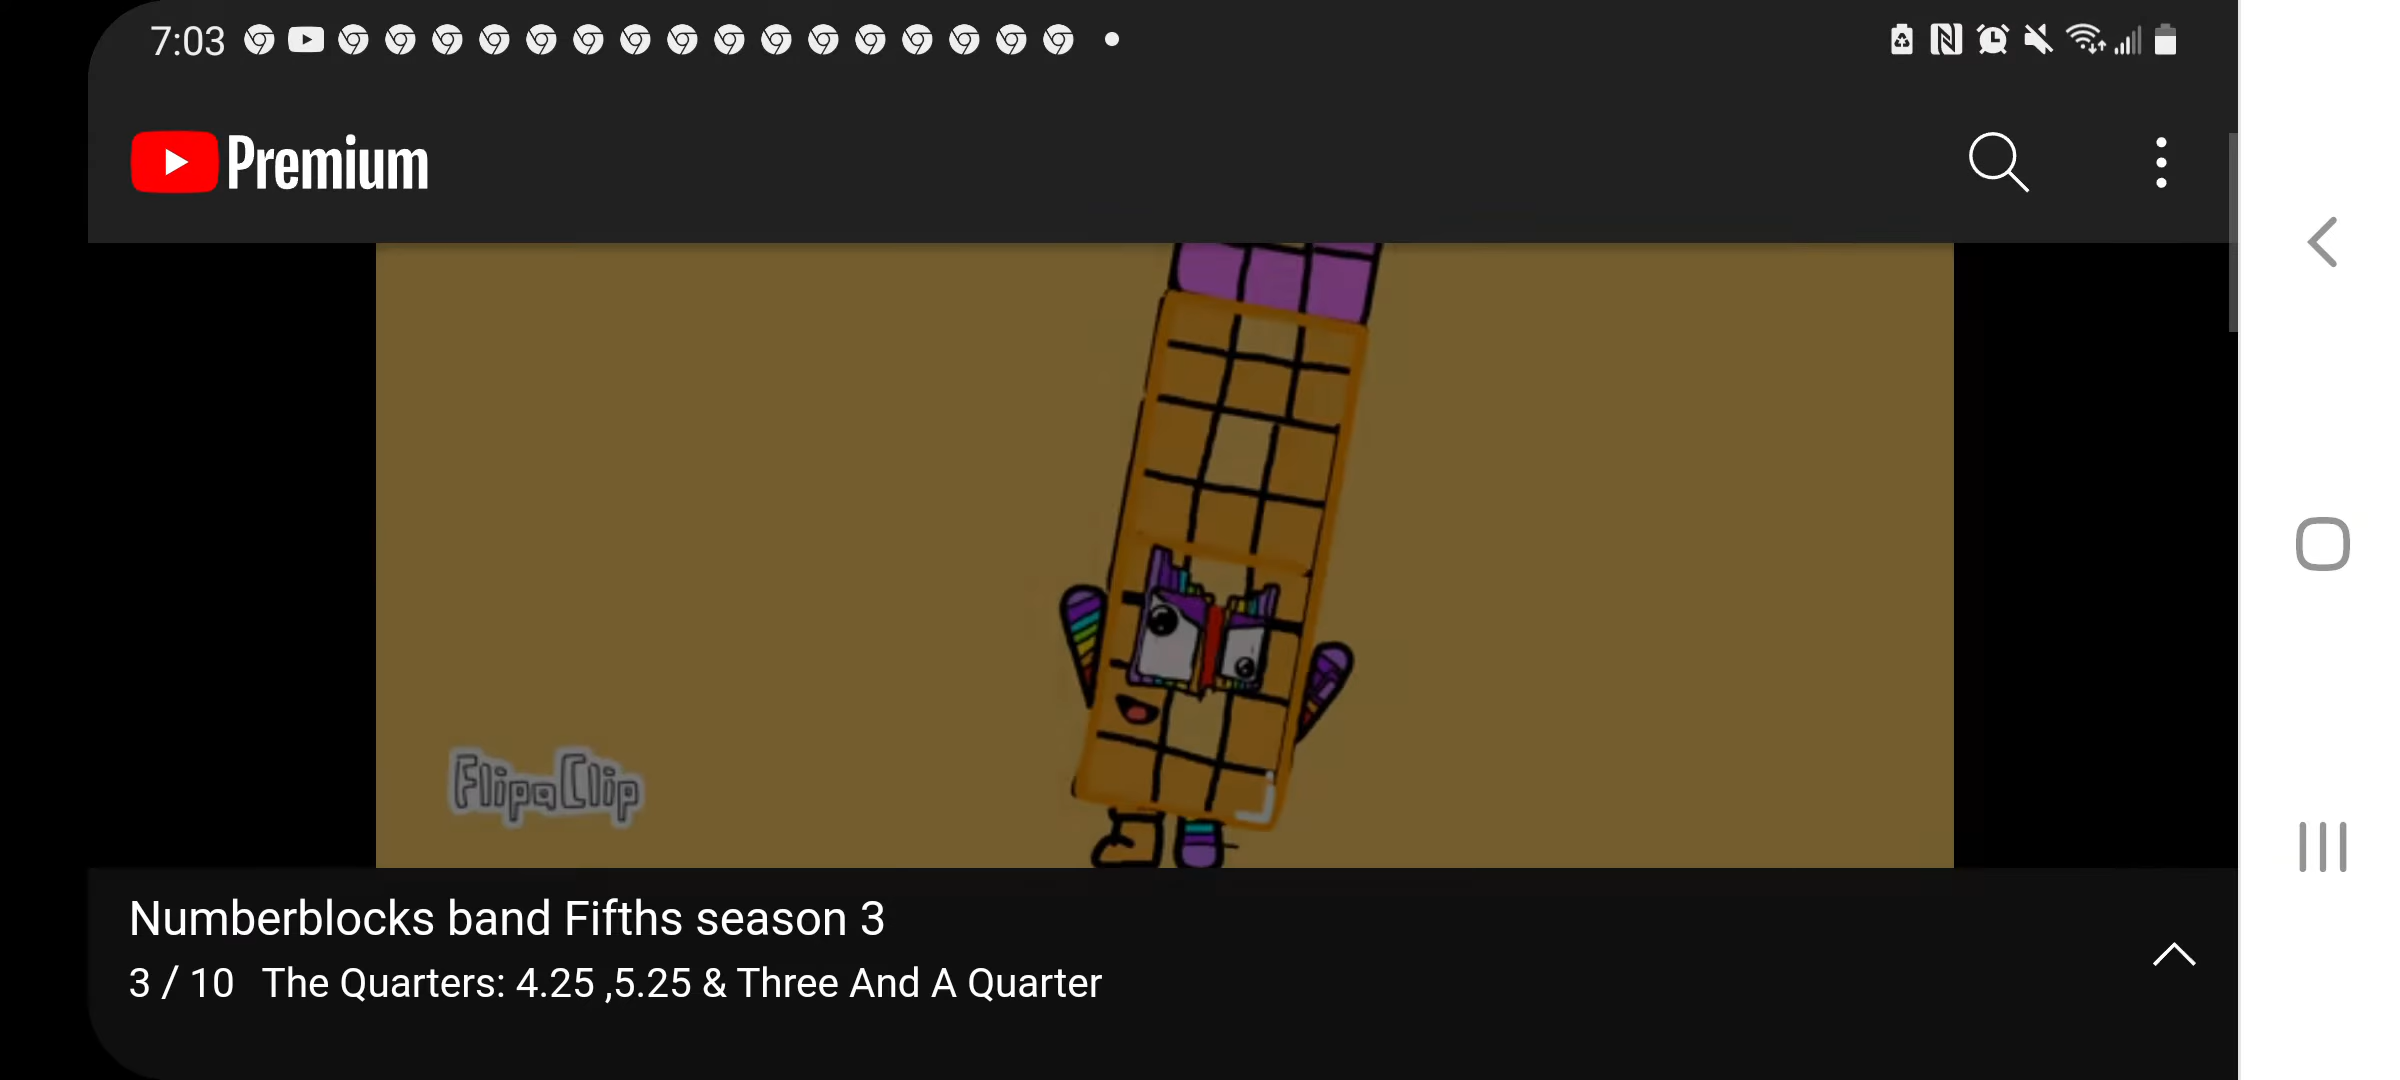 7:03
Premium
FlipaClip
Numberblocks band Fifths season 3
3 / 10 The Quarters: 4.25 ,5.25 & Three And A Quarter